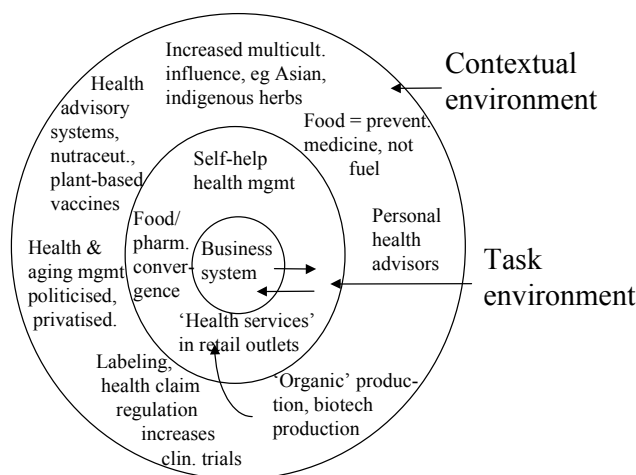 Increased multicult.
influence, eg Asian,
indigenous herbs
Contextual
environment
Health
advisory
systems,
nutraceut.,
plant-based
vaccines
Food = prevent.
medicine, not
fuel
Self-help
health mgmt
Personal
health
advisors
Food/
pharm.
conver-
gence
Business
system
Health &
aging mgmt
politicised,
privatised.
Task
environment
‘Health services’
in retail outlets
Labeling,
health claim
regulation
increases
clin. trials
‘Organic’ produc-
tion, biotech
production